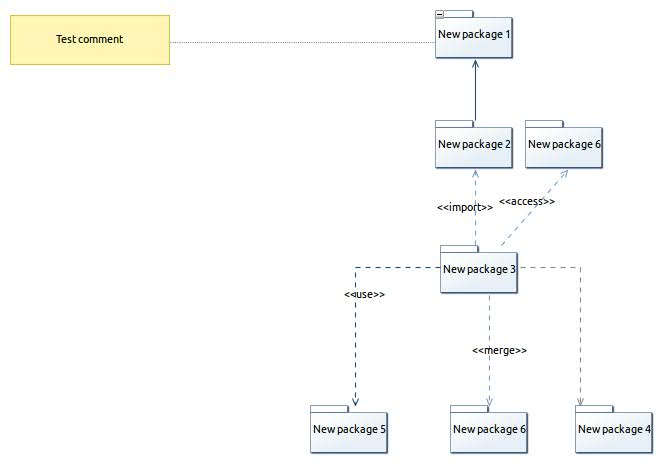 Test comment
New package 1
New package 2
New package 6
<<import>>
<<access>>
New package 3
<<use>>
<<merge>>
New package 5
New package 6
New package 4